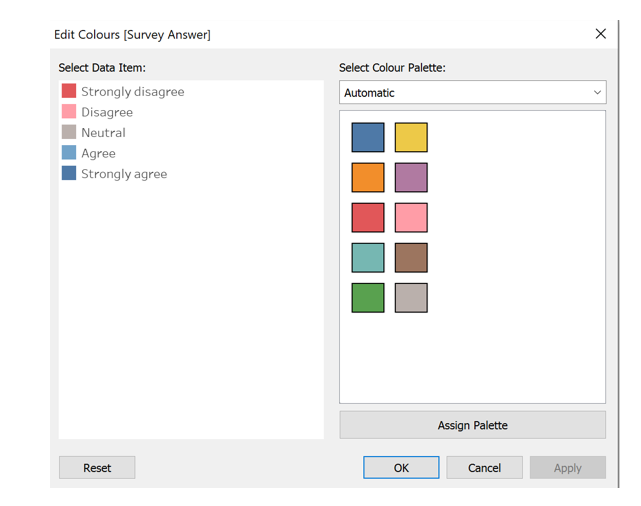 Edit Colours [Survey Answer]
Select Data Item:
Strongly disagree
Disagree
Neutral
Agree
Strongly agree
Select Colour Palette:
Automatic
Assign Palette
Reset
OK
Cancel
Apply